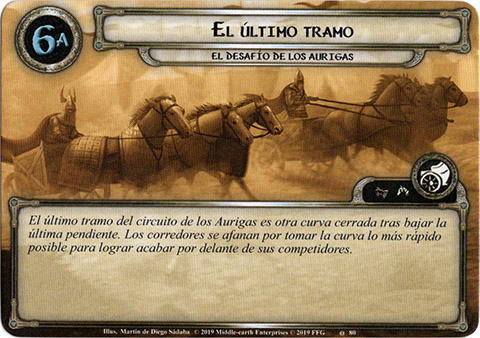 6A
EL ÚLTIMO TRAMO
EL DESAFÍO DE LOS AURIGAS
El último tramo del circuito de los Aurigas es otra curva cerrada tras bajar la
última pendiente. Los corredores se afanan por tomar la curva lo más rápido
posible para lograr acabar por delante de sus competidores.
Illus. Martín de Diego Sádaba © 2019 Middle-earth Enterprises © 2019 FFG 80